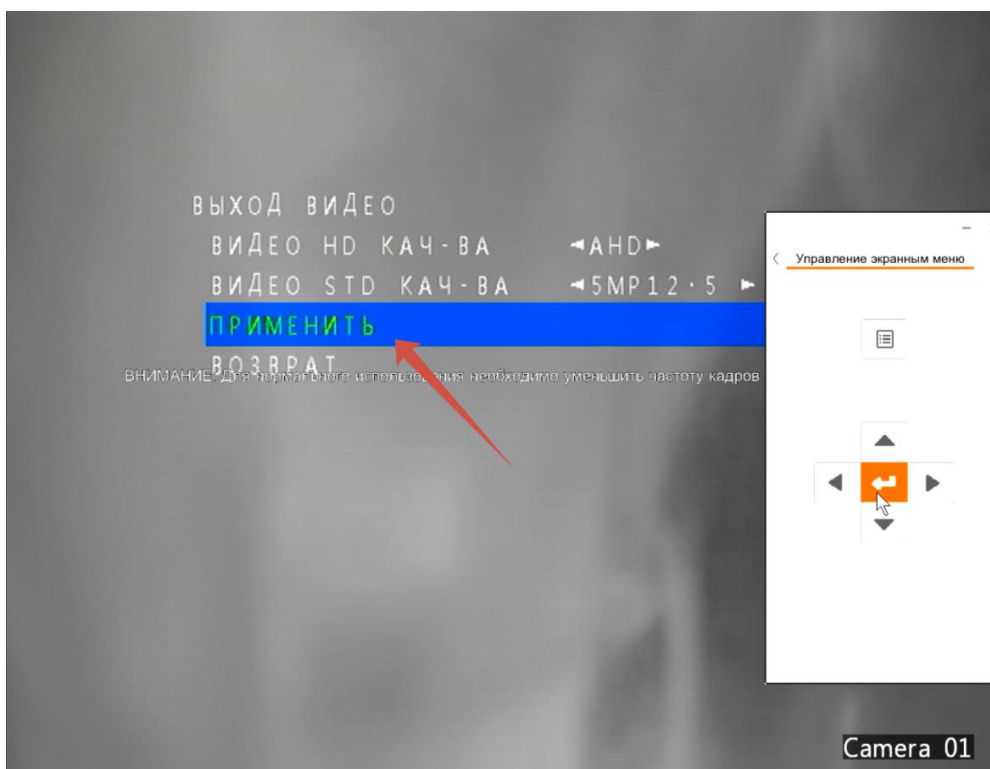 ВЫХОД ВИДЕО
ВИДЕО HD КАЧ-ВА ◄AHD►
ВИДЕО STD КАЧ-ВА ◄5MP12·5 ►
ПРИМЕНИТЬ
ВОЗВРАТ
ВНИМАНИЕ, Для нормального использования необходимо уменьшить частоту кадров
Управление экранным меню
Camera 01